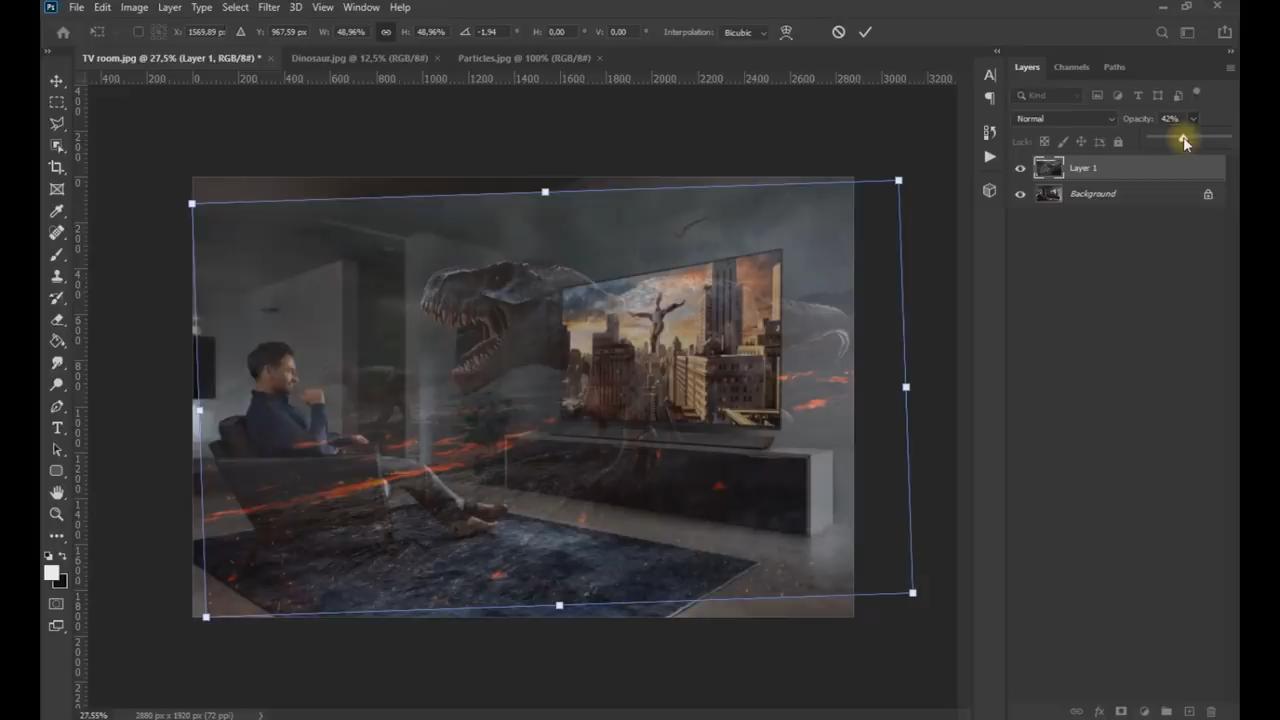 Ps File Edit Image Layer Type Select Filter 3D View Window Help
X: 1569,89 px Y: 967,59 px W: 48,96% H: 48,96% -1,94 ° H: 0,00 ° V: 0,00 ° Interpolation: Bicubic
TV room.jpg @ 27,5% (Layer 1, RGB/8#) * × Dinosaur.jpg @ 12,5% (RGB/8#) × Particles.jpg @ 100% (RGB/8#) ×
400 200 0 200 400 600 800 1000 1200 1400 1600 1800 2000 2200 2400 2600 2800 3000 3200
Layers Channels Paths
Kind
Normal Opacity: 42%
Lock:
Layer 1
Background
27.55% 2880 px x 1920 px (72 ppi)